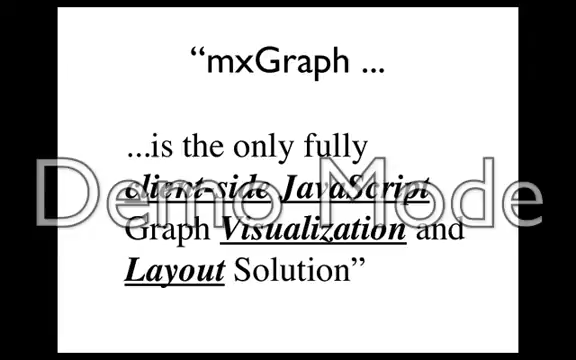 “mxGraph ...
...is the only fully
client-side JavaScript
Graph Visualization and
Layout Solution”
Demo Mode